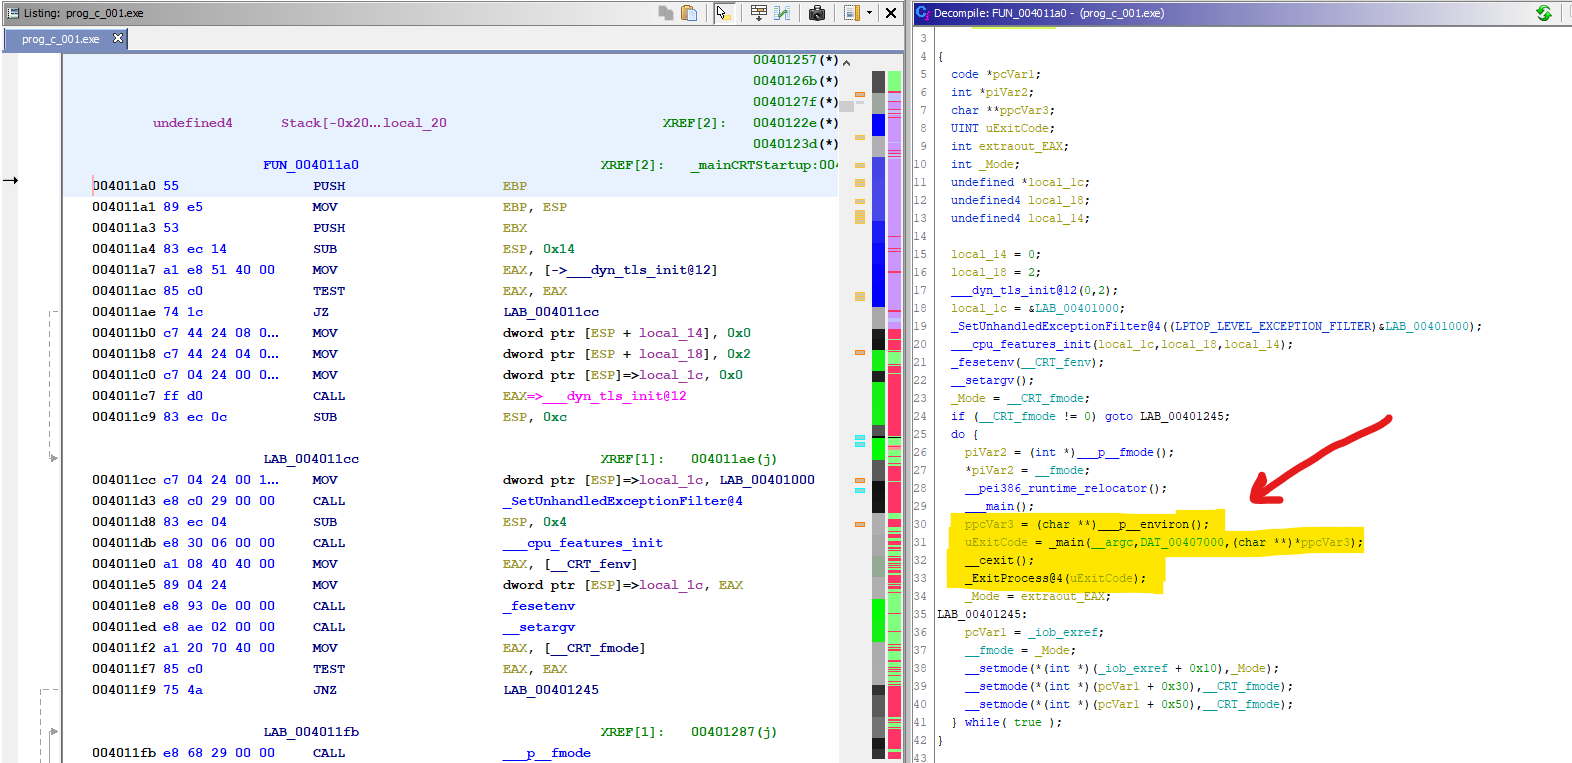 Listing: prog_c_001.exe
prog_c_001.exe
00401257(*)
0040126b(*)
0040127f(*)
undefined4 Stack[-0x20...local_20 XREF[2]: 0040122e(*)
0040123d(*)
FUN_004011a0 XREF[2]: _mainCRTStartup:004
004011a0 55 PUSH EBP
004011a1 89 e5 MOV EBP, ESP
004011a3 53 PUSH EBX
004011a4 83 ec 14 SUB ESP, 0x14
004011a7 a1 e8 51 40 00 MOV EAX, [->___dyn_tls_init@12]
004011ac 85 c0 TEST EAX, EAX
004011ae 74 1c JZ LAB_004011cc
004011b0 c7 44 24 08 0... MOV dword ptr [ESP + local_14], 0x0
004011b8 c7 44 24 04 0... MOV dword ptr [ESP + local_18], 0x2
004011c0 c7 04 24 00 0... MOV dword ptr [ESP]=>local_1c, 0x0
004011c7 ff d0 CALL EAX=>___dyn_tls_init@12
004011c9 83 ec 0c SUB ESP, 0xc
LAB_004011cc XREF[1]: 004011ae(j)
004011cc c7 04 24 00 1... MOV dword ptr [ESP]=>local_1c, LAB_00401000
004011d3 e8 c0 29 00 00 CALL _SetUnhandledExceptionFilter@4
004011d8 83 ec 04 SUB ESP, 0x4
004011db e8 30 06 00 00 CALL ___cpu_features_init
004011e0 a1 08 40 40 00 MOV EAX, [__CRT_fenv]
004011e5 89 04 24 MOV dword ptr [ESP]=>local_1c, EAX
004011e8 e8 93 0e 00 00 CALL _fesetenv
004011ed e8 ae 02 00 00 CALL __setargv
004011f2 a1 20 70 40 00 MOV EAX, [__CRT_fmode]
004011f7 85 c0 TEST EAX, EAX
004011f9 75 4a JNZ LAB_00401245
LAB_004011fb XREF[1]: 00401287(j)
004011fb e8 68 29 00 00 CALL ___p__fmode
Decompile: FUN_004011a0 - (prog_c_001.exe)
3
4 {
5 code *pcVar1;
6 int *piVar2;
7 char **ppcVar3;
8 UINT uExitCode;
9 int extraout_EAX;
10 int _Mode;
11 undefined *local_1c;
12 undefined4 local_18;
13 undefined4 local_14;
14
15 local_14 = 0;
16 local_18 = 2;
17 ___dyn_tls_init@12(0,2);
18 local_1c = &LAB_00401000;
19 _SetUnhandledExceptionFilter@4((LPTOP_LEVEL_EXCEPTION_FILTER)&LAB_00401000);
20 ___cpu_features_init(local_1c,local_18,local_14);
21 _fesetenv(__CRT_fenv);
22 __setargv();
23 _Mode = __CRT_fmode;
24 if (__CRT_fmode != 0) goto LAB_00401245;
25 do {
26 piVar2 = (int *)___p__fmode();
27 *piVar2 = __fmode;
28 __pei386_runtime_relocator();
29 ___main();
30 ppcVar3 = (char **)___p__environ();
31 uExitCode = _main(__argc,DAT_00407000,(char **)*ppcVar3);
32 __cexit();
33 _ExitProcess@4(uExitCode);
34 _Mode = extraout_EAX;
35 LAB_00401245:
36 pcVar1 = _iob_exref;
37 __fmode = _Mode;
38 __setmode(*(int *)(_iob_exref + 0x10),_Mode);
39 __setmode(*(int *)(pcVar1 + 0x30),__CRT_fmode);
40 __setmode(*(int *)(pcVar1 + 0x50),__CRT_fmode);
41 } while( true );
42 }
43